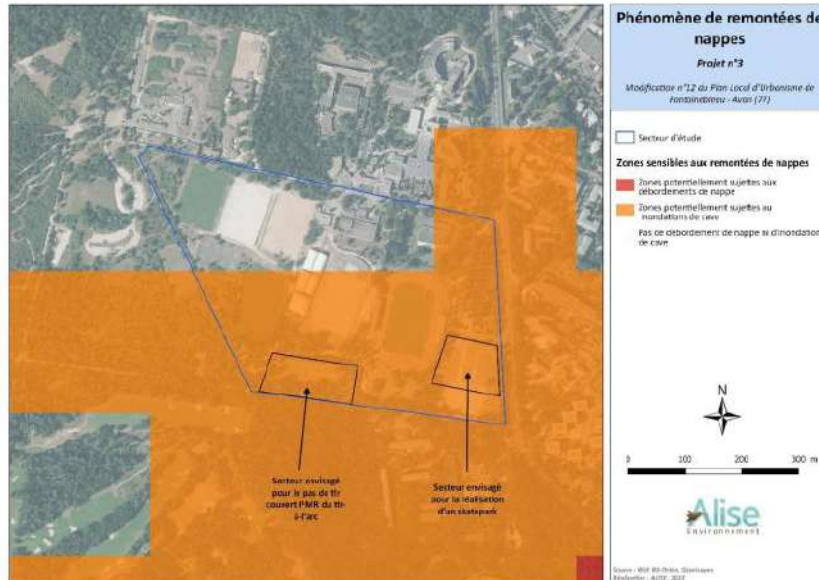 Phénomène de remontées de
nappes
Projet n°3
Modification n°12 du Plan Local d'Urbanisme de
Fontainebleau - Avon (77)
Secteur d'étude
Zones sensibles aux remontées de nappes
Zones potentiellement sujettes aux
débordements de nappe
Zones potentiellement sujettes au
inondations de cave
Pas de débordement de nappe ni d'inondation
de cave
Secteur envisagé
pour le pas de tir
couvert PMR du tir-
à-l'arc
Secteur envisagé
pour la réalisation
d'un skatepark
N
0 100 200 300 m
Alise
Environnement